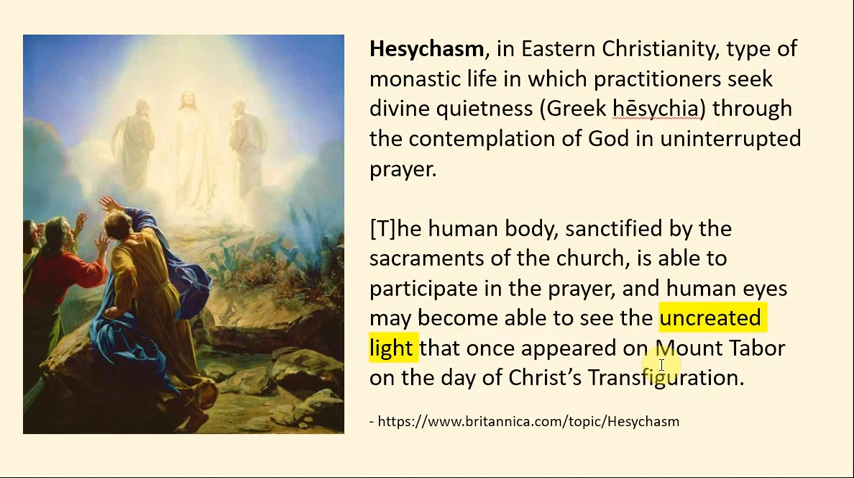 Hesychasm, in Eastern Christianity, type of
monastic life in which practitioners seek
divine quietness (Greek hēsychia) through
the contemplation of God in uninterrupted
prayer.
[T]he human body, sanctified by the
sacraments of the church, is able to
participate in the prayer, and human eyes
may become able to see the uncreated
light that once appeared on Mount Tabor
on the day of Christ’s Transfiguration.
- https://www.britannica.com/topic/Hesychasm